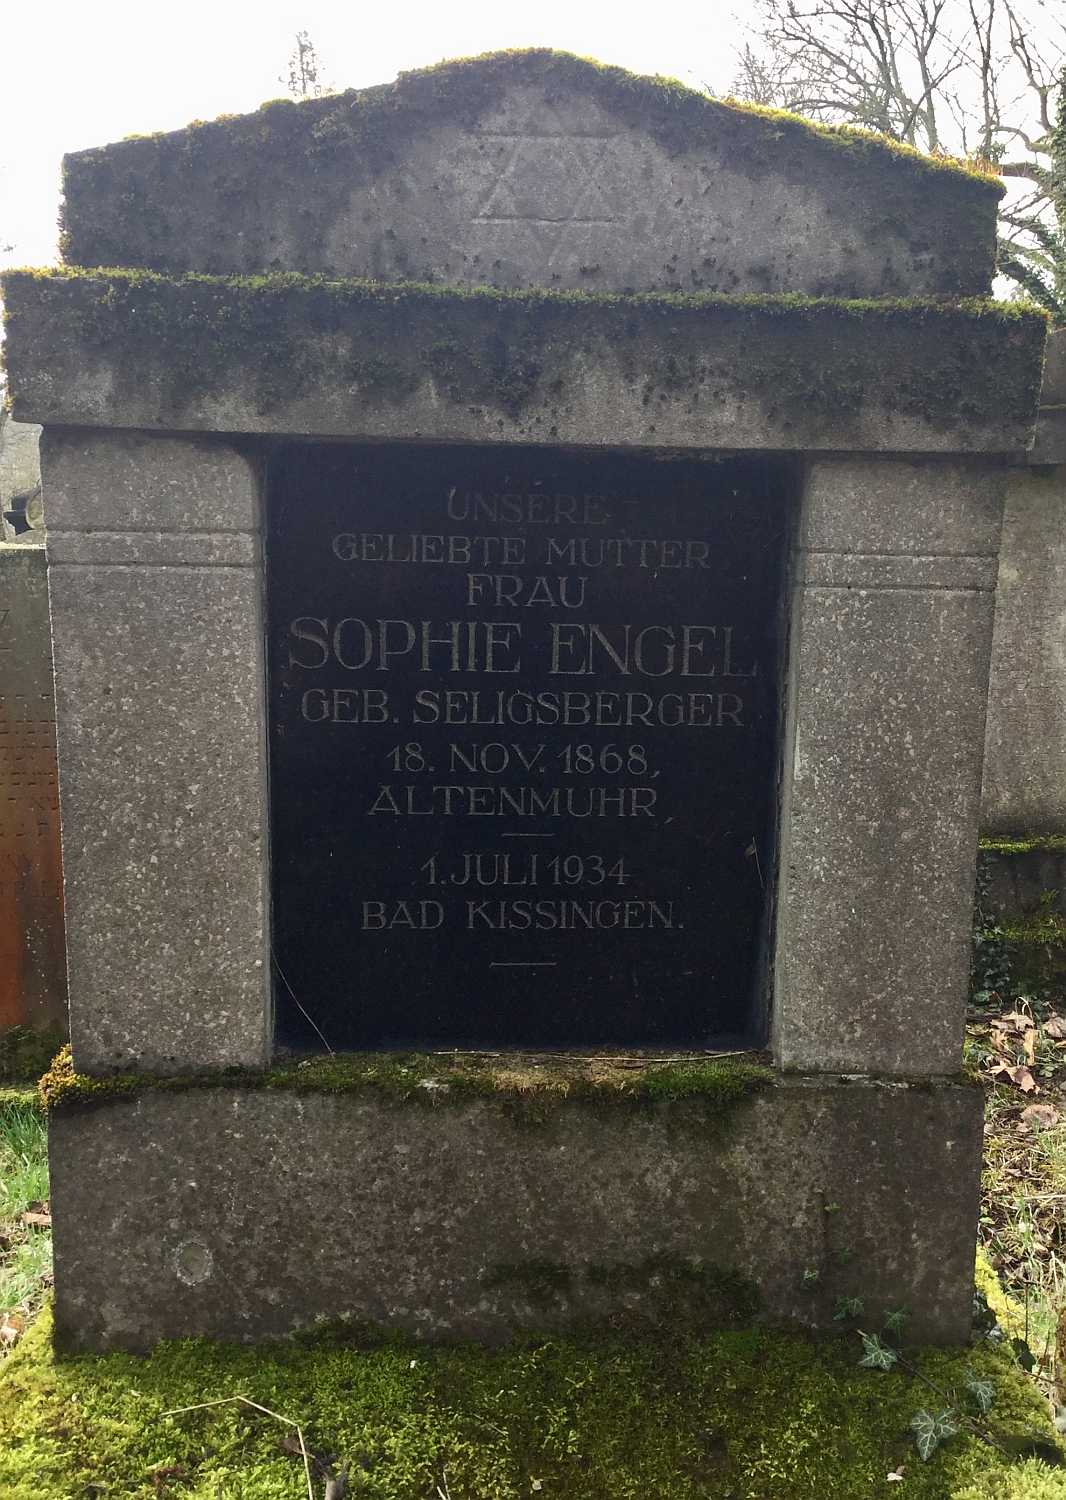 UNSERE
GELIEBTE MUTTER
FRAU
SOPHIE ENGEL
GEB. SELIGSBERGER
18. NOV. 1868,
ALTENMUHR,
1. JULI 1934
BAD KISSINGEN.